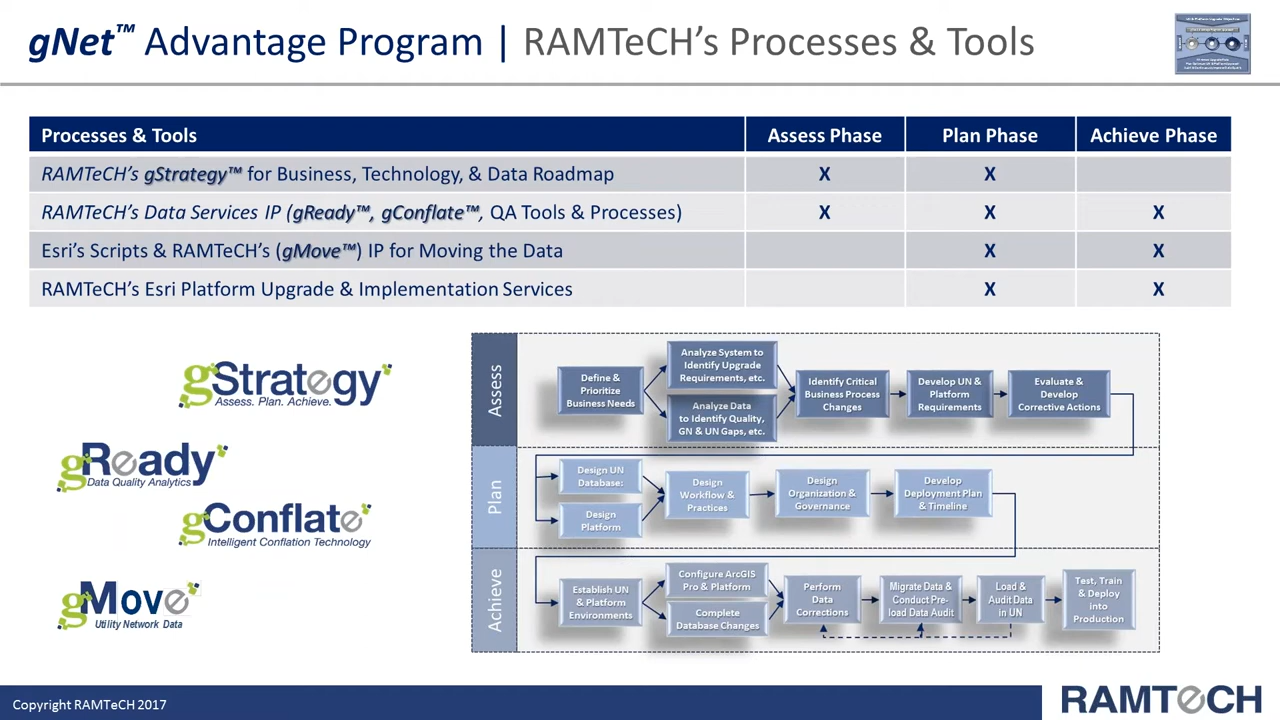 gNet™ Advantage Program | RAMTeCH’s Processes & Tools
Processes & Tools Assess Phase Plan Phase Achieve Phase
RAMTeCH’s gStrategy™ for Business, Technology, & Data Roadmap X X
RAMTeCH’s Data Services IP (gReady™, gConflate™, QA Tools & Processes) X X X
Esri’s Scripts & RAMTeCH’s (gMove™) IP for Moving the Data X X
RAMTeCH’s Esri Platform Upgrade & Implementation Services X X
gStrategy
Assess. Plan. Achieve.
gReady
Data Quality Analytics
gConflate
Intelligent Conflation Technology
gMove
Utility Network Data
Assess
Define &
Prioritize
Business Needs
Analyze System to
Identify Upgrade
Requirements, etc.
Analyze Data
to Identify Quality,
GN & UN Gaps, etc.
Identify Critical
Business Process
Changes
Develop UN &
Platform
Requirements
Evaluate &
Develop
Corrective Actions
Plan
Design UN
Database:
Design
Platform
Design
Workflow &
Practices
Design
Organization &
Governance
Develop
Deployment Plan
& Timeline
Achieve
Establish UN
& Platform
Environments
Configure ArcGIS
Pro & Platform
Complete
Database Changes
Perform
Data
Corrections
Migrate Data &
Conduct Pre-
load Data Audit
Load &
Audit Data
in UN
Test, Train
& Deploy
into
Production
Copyright RAMTeCH 2017
RAMTeCH